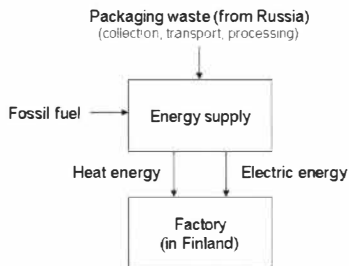 Packaging waste (from Russia)
(collection, transport, processing)
Fossil fuel
Energy supply
Heat energy
Electric energy
Factory
(in Finland)